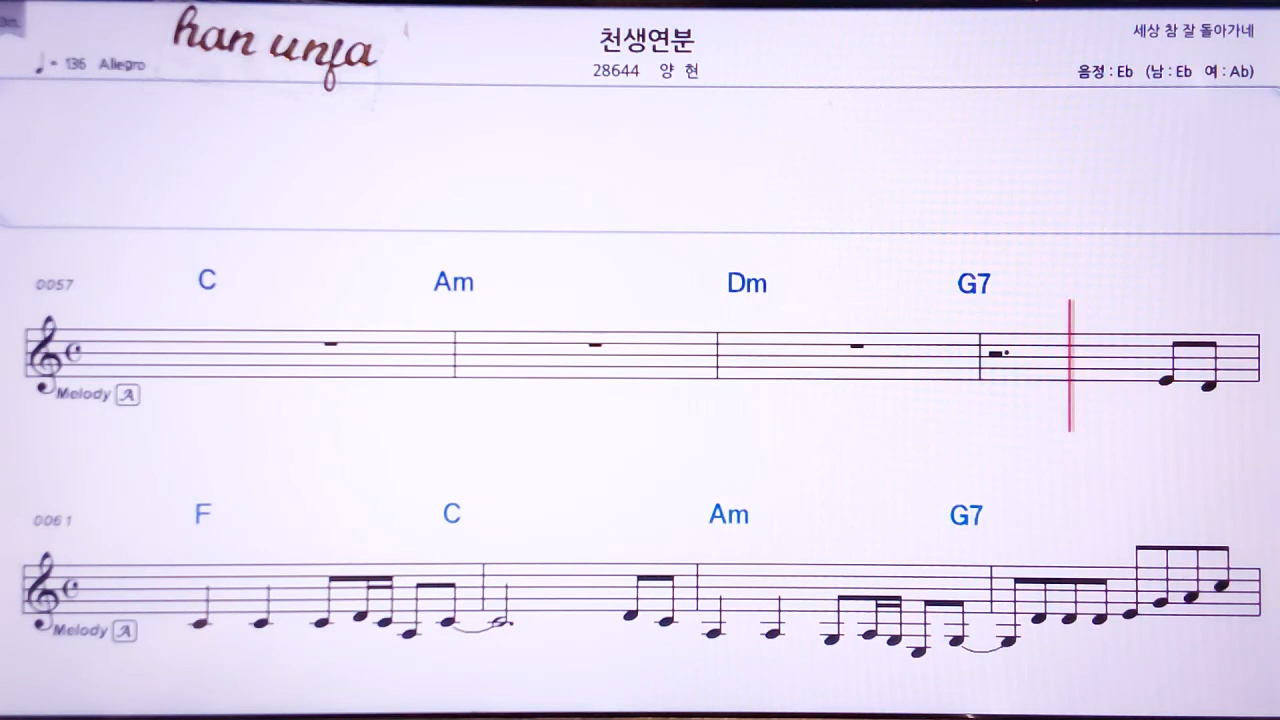 han unfa
♩= 136 Allegro
천생연분
28644 양 현
세상 참 잘 돌아가네
음정 : Eb (남 : Eb 여 : Ab)
0057 C Am Dm G7
Melody A
0061 F C Am G7
Melody A